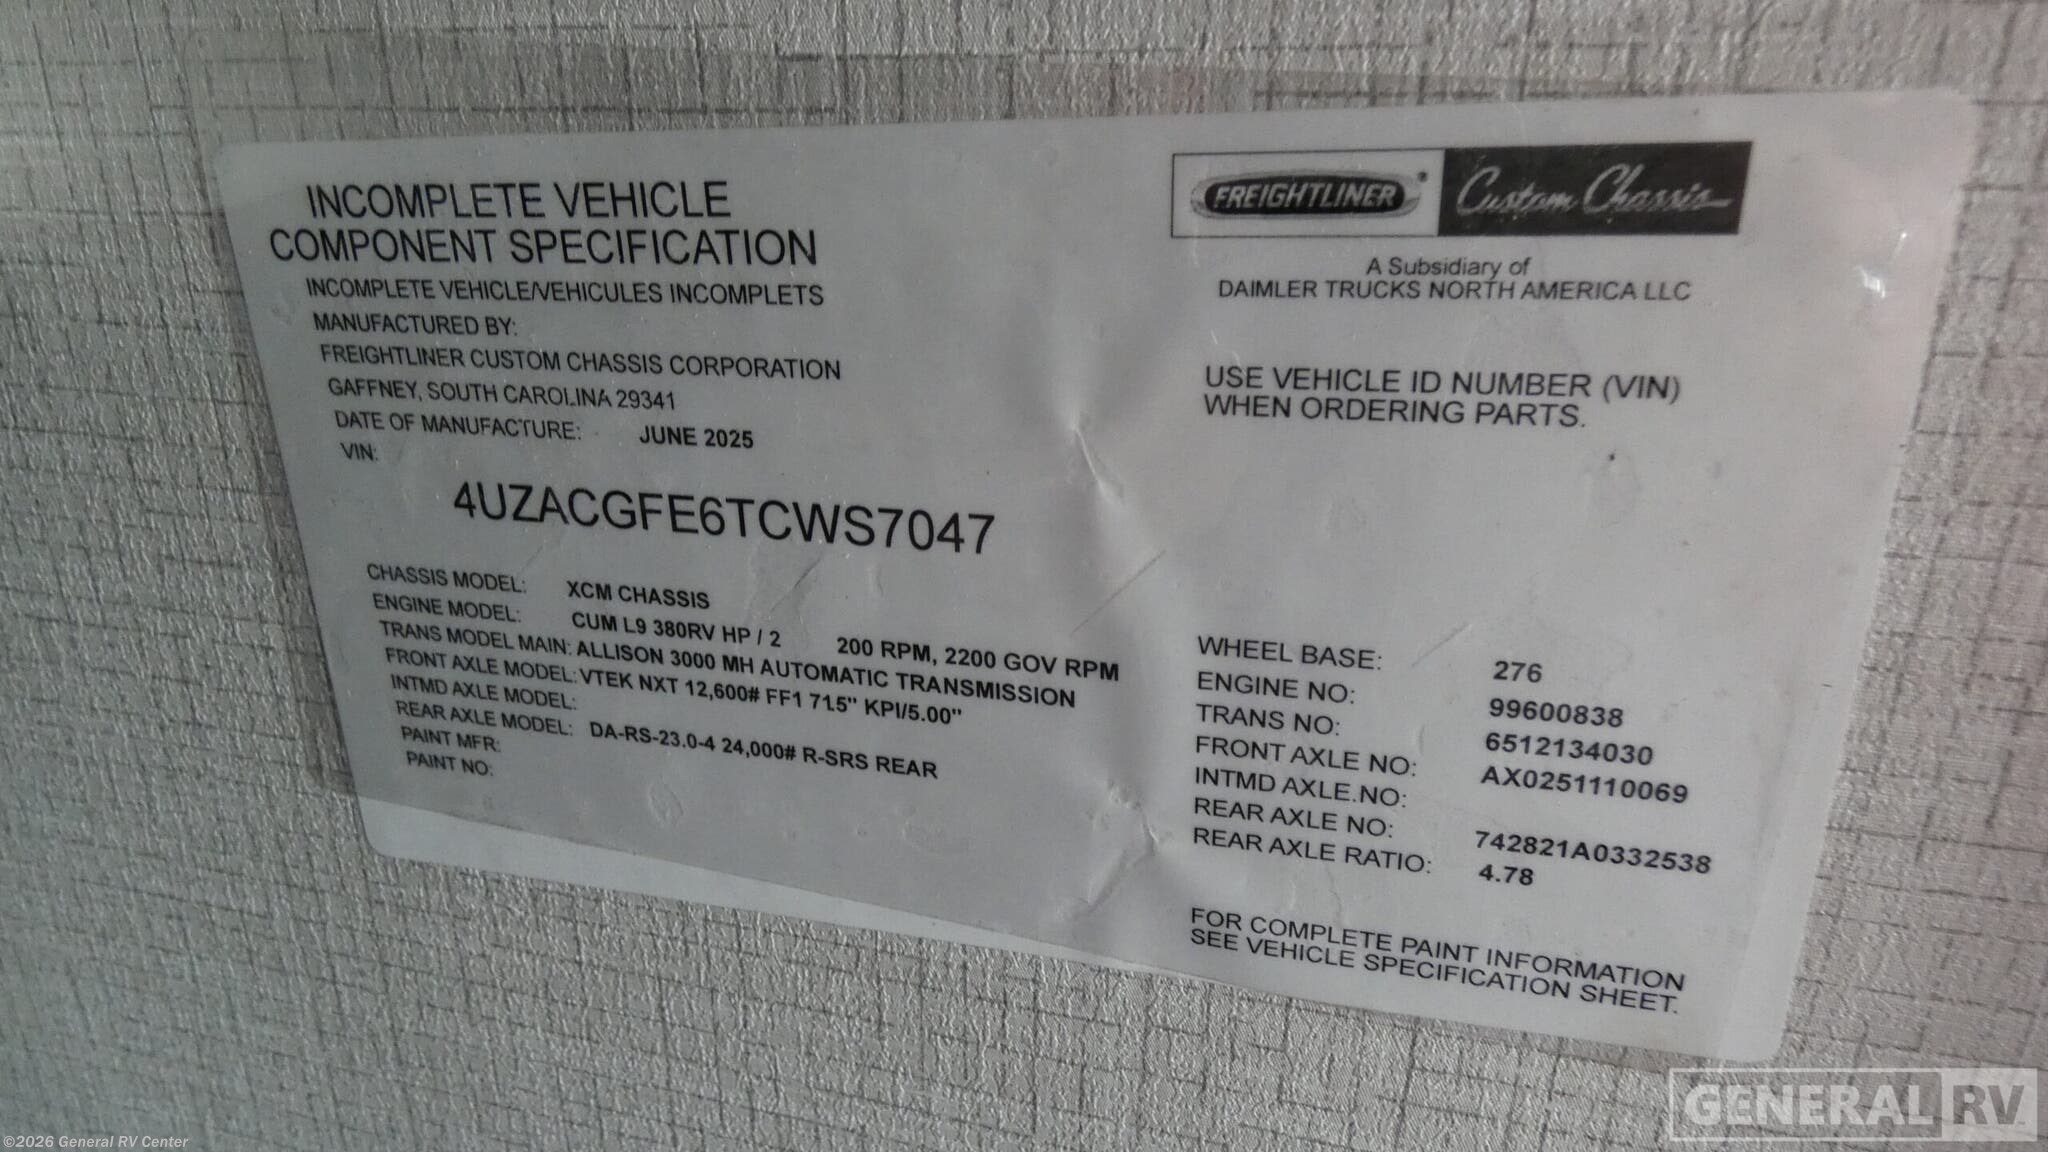 INCOMPLETE VEHICLE
COMPONENT SPECIFICATION
INCOMPLETE VEHICLE/VEHICULES INCOMPLETS
MANUFACTURED BY:
FREIGHTLINER CUSTOM CHASSIS CORPORATION
GAFFNEY, SOUTH CAROLINA 29341
DATE OF MANUFACTURE: JUNE 2025
VIN:
4UZACGFE6TCWS7047
CHASSIS MODEL: XCM CHASSIS
ENGINE MODEL: CUM L9 380RV HP / 2 200 RPM, 2200 GOV RPM
TRANS MODEL MAIN: ALLISON 3000 MH AUTOMATIC TRANSMISSION
FRONT AXLE MODEL: VTEK NXT 12,600# FF1 71.5" KPI/5.00"
INTMD AXLE MODEL:
REAR AXLE MODEL: DA-RS-23.0-4 24,000# R-SRS REAR
PAINT MFR:
PAINT NO:
FREIGHTLINER® Custom Chassis
A Subsidiary of
DAIMLER TRUCKS NORTH AMERICA LLC
USE VEHICLE ID NUMBER (VIN)
WHEN ORDERING PARTS.
WHEEL BASE: 276
ENGINE NO: 99600838
TRANS NO: 6512134030
FRONT AXLE NO: AX0251110069
INTMD AXLE.NO:
REAR AXLE NO: 742821A0332538
REAR AXLE RATIO: 4.78
FOR COMPLETE PAINT INFORMATION
SEE VEHICLE SPECIFICATION SHEET.
GENERAL RV
©2026 General RV Center